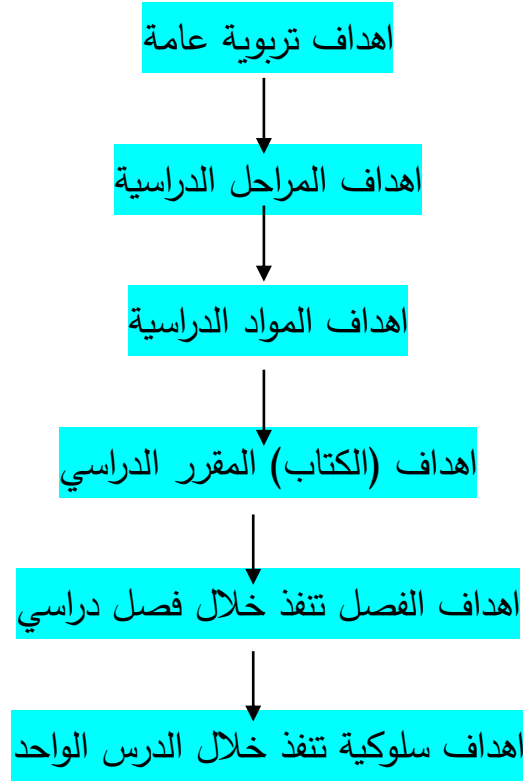 اهداف تربوية عامة
اهداف المراحل الدراسية
اهداف المواد الدراسية
اهداف (الكتاب) المقرر الدراسي
اهداف الفصل تنفذ خلال فصل دراسي
اهداف سلوكية تنفذ خلال الدرس الواحد